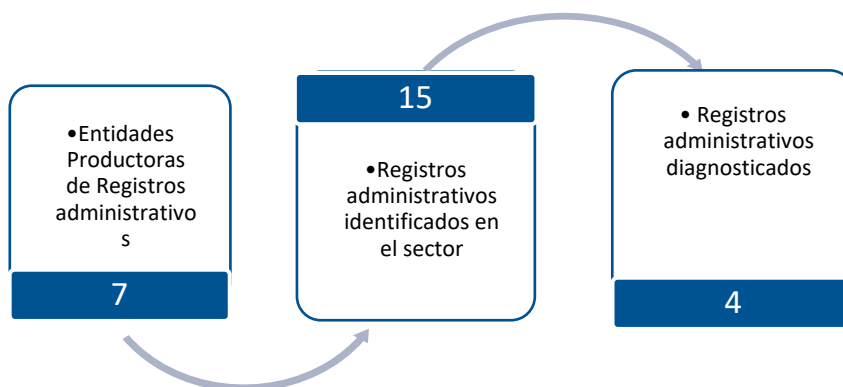 •Entidades
Productoras
de Registros
administrativo
s
7
15
•Registros
administrativos
identificados en
el sector
• Registros
administrativos
diagnosticados
4